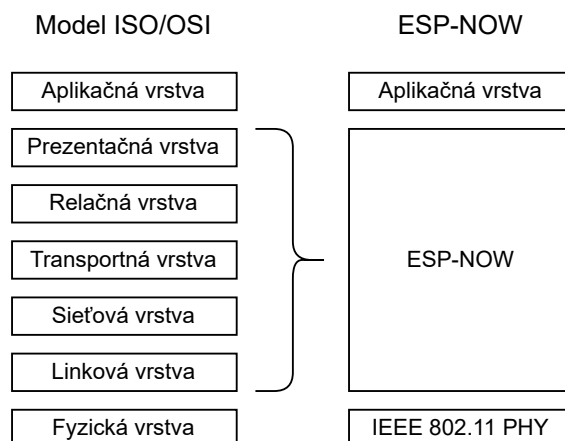 Model ISO/OSI
ESP-NOW
Aplikačná vrstva
Aplikačná vrstva
Prezentačná vrstva
Relačná vrstva
Transportná vrstva
ESP-NOW
Sieťová vrstva
Linková vrstva
Fyzická vrstva
IEEE 802.11 PHY